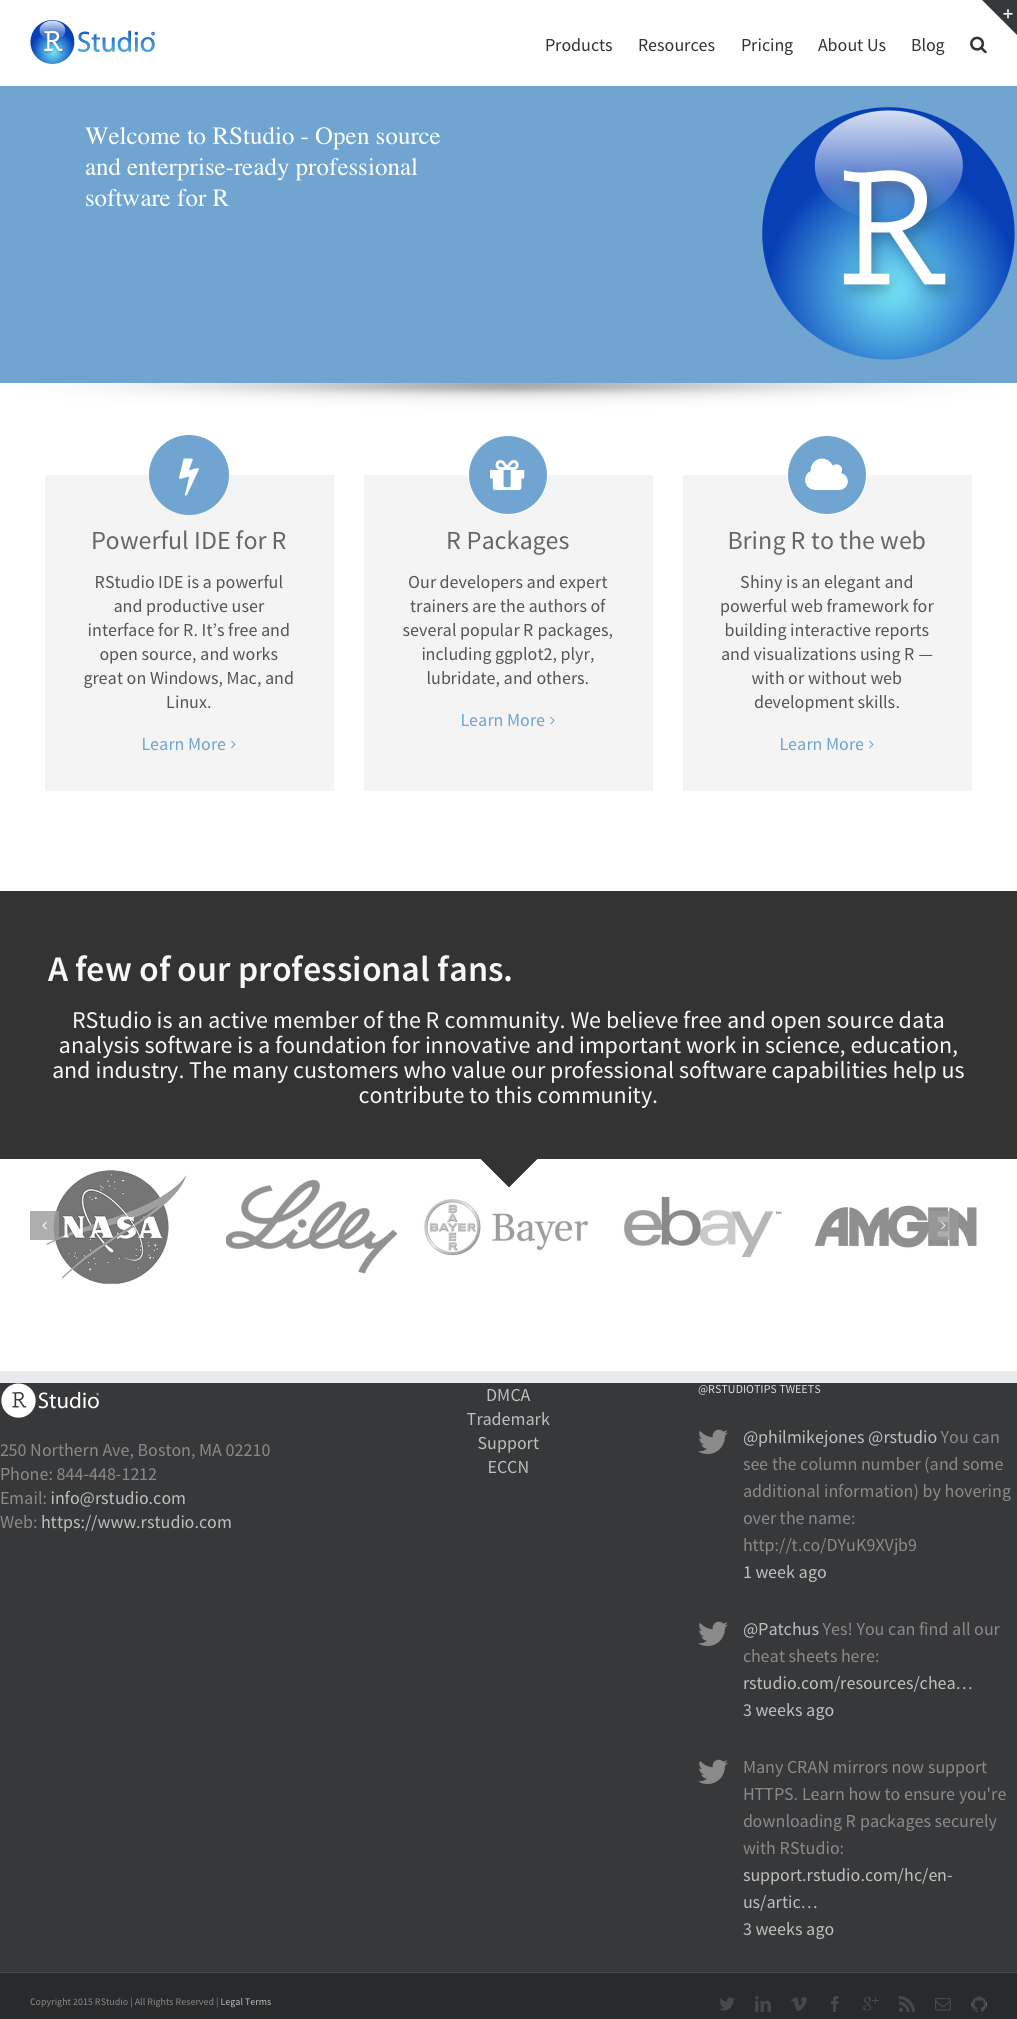 RStudio
Products Resources Pricing About Us Blog
Welcome to RStudio - Open source
and enterprise-ready professional
software for R
R
Powerful IDE for R
RStudio IDE is a powerful
and productive user
interface for R. It’s free and
open source, and works
great on Windows, Mac, and
Linux.
Learn More
R Packages
Our developers and expert
trainers are the authors of
several popular R packages,
including ggplot2, plyr,
lubridate, and others.
Learn More
Bring R to the web
Shiny is an elegant and
powerful web framework for
building interactive reports
and visualizations using R —
with or without web
development skills.
Learn More
A few of our professional fans.
RStudio is an active member of the R community. We believe free and open source data
analysis software is a foundation for innovative and important work in science, education,
and industry. The many customers who value our professional software capabilities help us
contribute to this community.
NASA
Lilly
BAYER
BAYER
Bayer
ebay™
AMGEN
RStudio
250 Northern Ave, Boston, MA 02210
Phone: 844-448-1212
Email: info@rstudio.com
Web: https://www.rstudio.com
DMCA
Trademark
Support
ECCN
@RSTUDIOTIPS TWEETS
@philmikejones @rstudio You can
see the column number (and some
additional information) by hovering
over the name:
http://t.co/DYuK9XVjb9
1 week ago
@Patchus Yes! You can find all our
cheat sheets here:
rstudio.com/resources/chea…
3 weeks ago
Many CRAN mirrors now support
HTTPS. Learn how to ensure you're
downloading R packages securely
with RStudio:
support.rstudio.com/hc/en-
us/artic…
3 weeks ago
Copyright 2015 RStudio | All Rights Reserved | Legal Terms